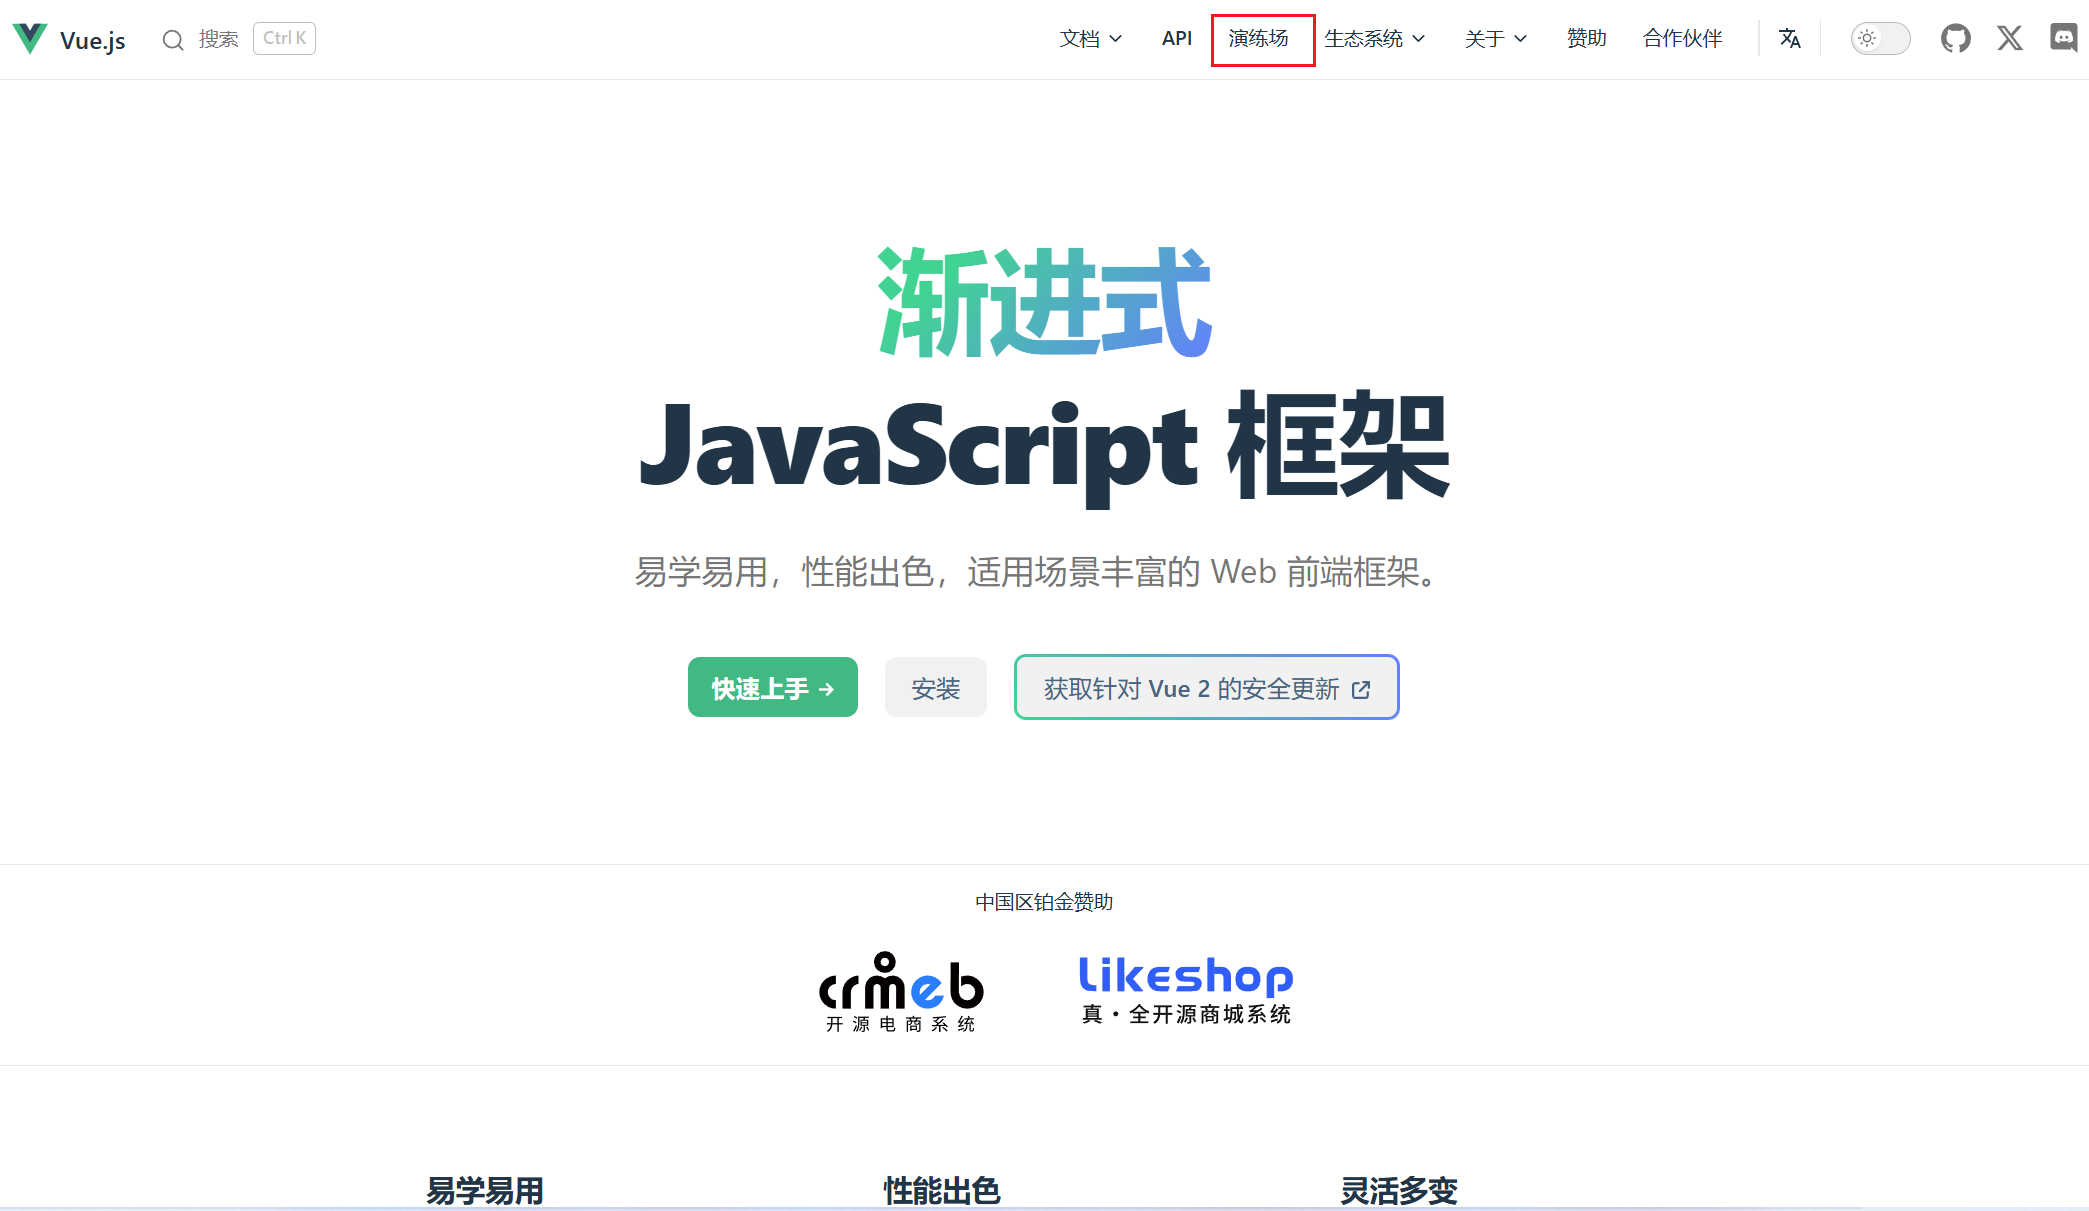 Vue.js 搜索 Ctrl K 文档 API 演练场 生态系统 关于 赞助 合作伙伴
渐进式
JavaScript 框架
易学易用，性能出色，适用场景丰富的 Web 前端框架。
快速上手 → 安装 获取针对 Vue 2 的安全更新
中国区铂金赞助
crmeb Likeshop
开源电商系统 真·全开源商城系统
易学易用 性能出色 灵活多变